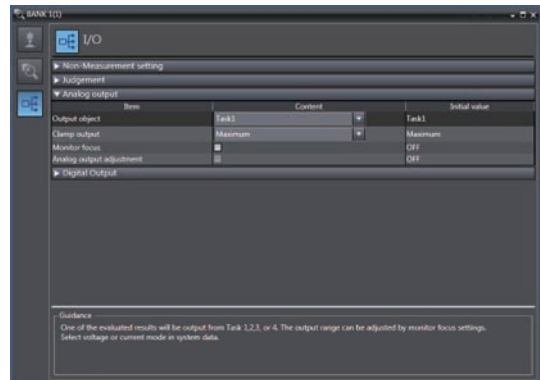 BANK 1(1)
I/O
Non-Measurement setting
Judgement
Analog output
Item Content Initial value
Output object Task1 Task1
Clamp output Maximum Maximum
Monitor focus OFF
Analog output adjustment OFF
Digital Output
Guidance
One of the evaluated results will be output from Task 1,2,3, or 4. The output range can be adjusted by monitor focus settings.
Select voltage or current mode in system data.